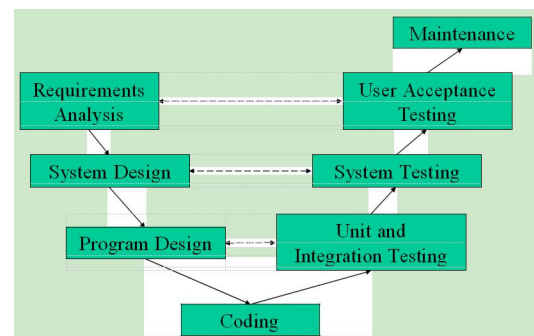 Maintenance
Requirements
Analysis
User Acceptance
Testing
System Design
System Testing
Program Design
Unit and
Integration Testing
Coding